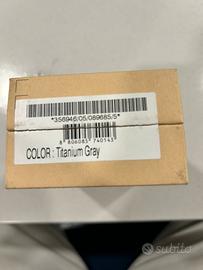 *356946/05/089685/5*
8 806085 740143
COLOR : Titanium Gray
subito